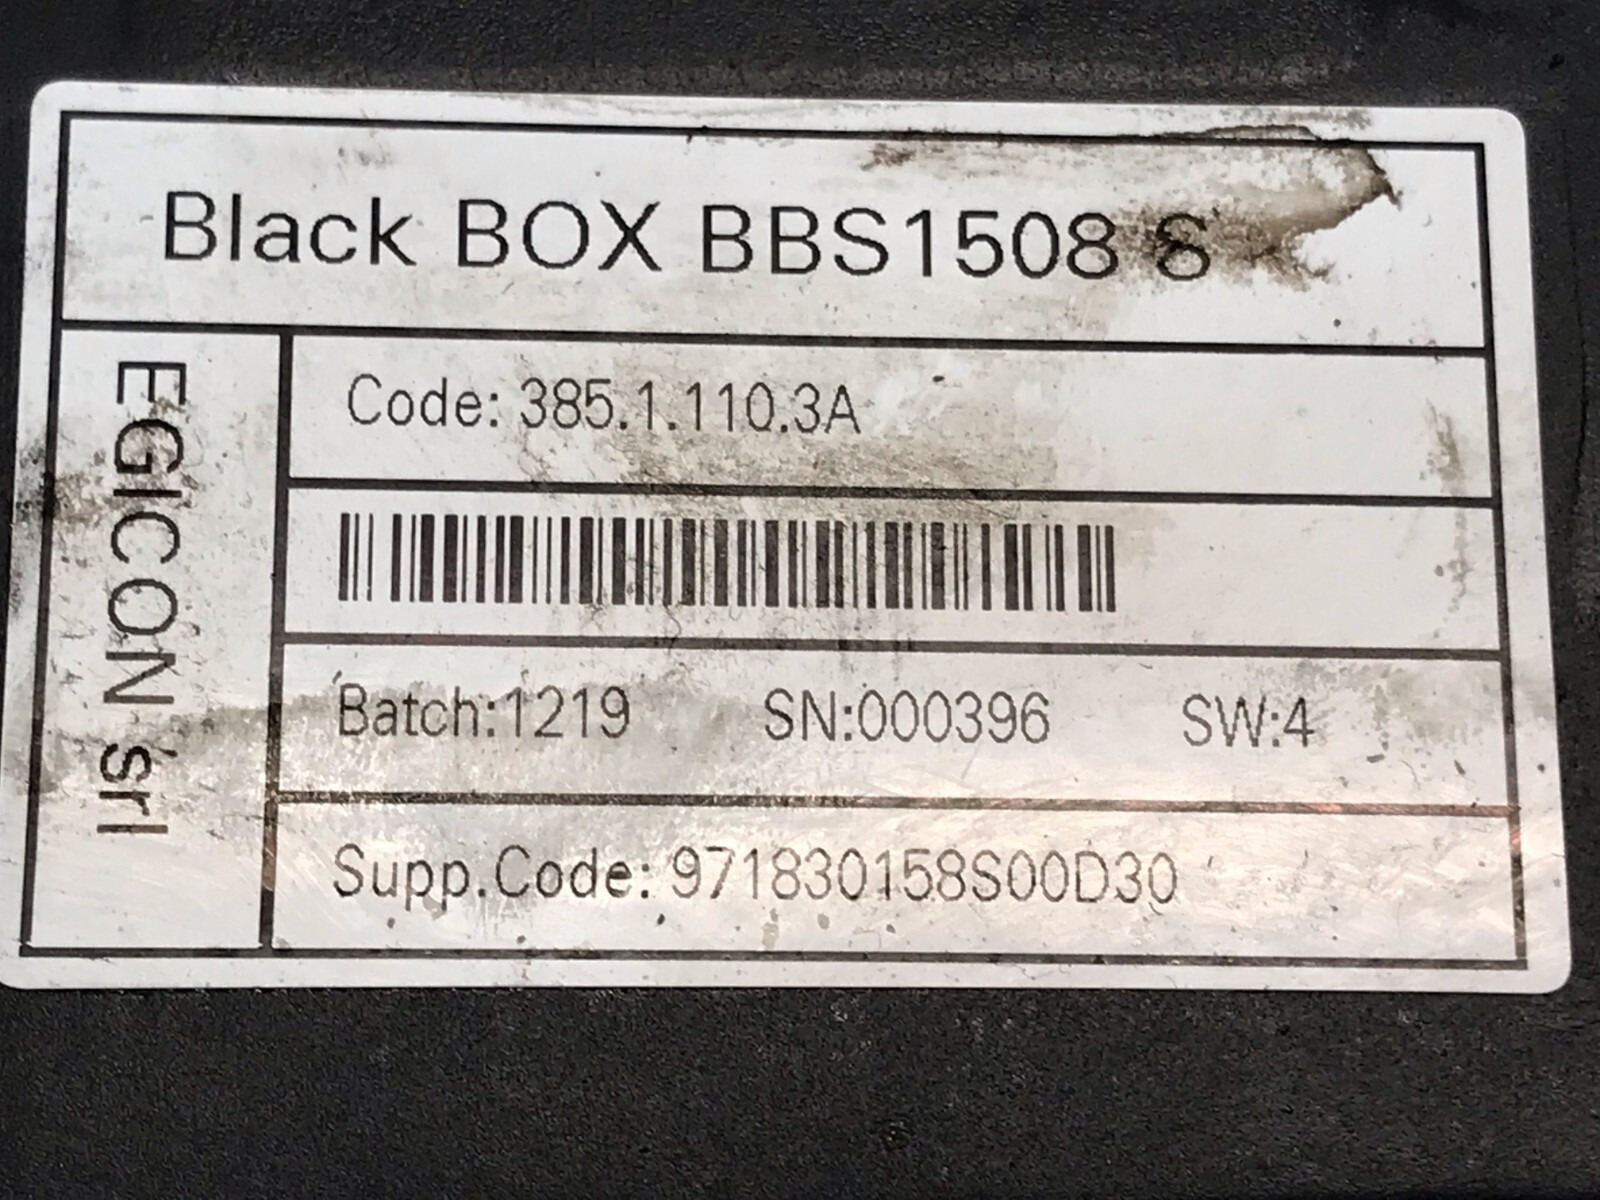 Black BOX BBS1508 S
EGICON srl
Code: 385.1.110.3A
Batch:1219 SN:000396 SW:4
Supp.Code: 971830158S00D30